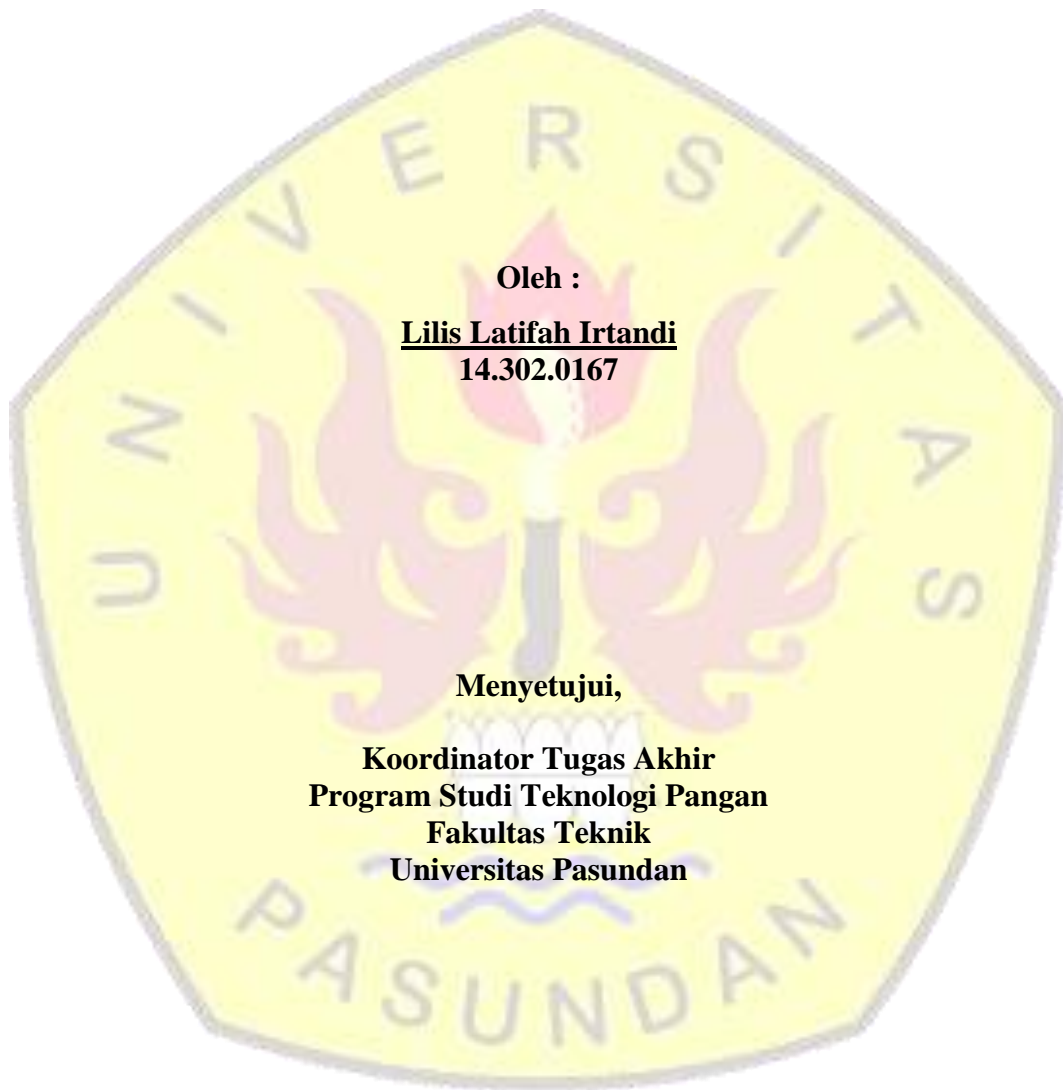 UNIVERSITAS
Oleh :
Lilis Latifah Irtandi
14.302.0167
Menyetujui,
Koordinator Tugas Akhir
Program Studi Teknologi Pangan
Fakultas Teknik
Universitas Pasundan
PASUNDAN